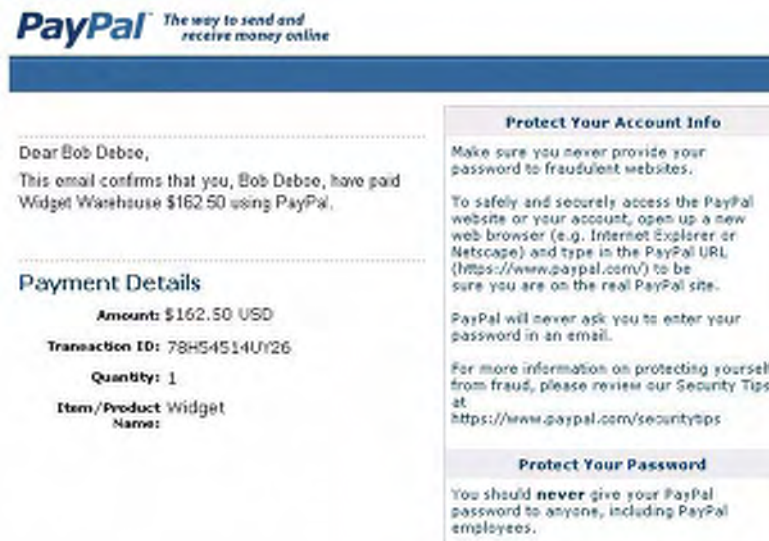 PayPal The way to send and
receive money online
Dear Bob Deboe,
This email confirms that you, Bob Deboe, have paid
Widget Warehouse $162.50 using PayPal.
Payment Details
Amount: $162.50 USD
Transaction ID: 78H54514UY26
Quantity: 1
Item/Product Widget
Name:
Protect Your Account Info
Make sure you never provide your
password to fraudulent websites.
To safely and securely access the PayPal
website or your account, open up a new
web browser (e.g. Internet Explorer or
Netscape) and type in the PayPal URL
(https://www.paypal.com/) to be
sure you are on the real PayPal site.
PayPal will never ask you to enter your
password in an email.
For more information on protecting yourself
from fraud, please review our Security Tips
at
https://www.paypal.com/securitytips
Protect Your Password
You should never give your PayPal
password to anyone, including PayPal
employees.